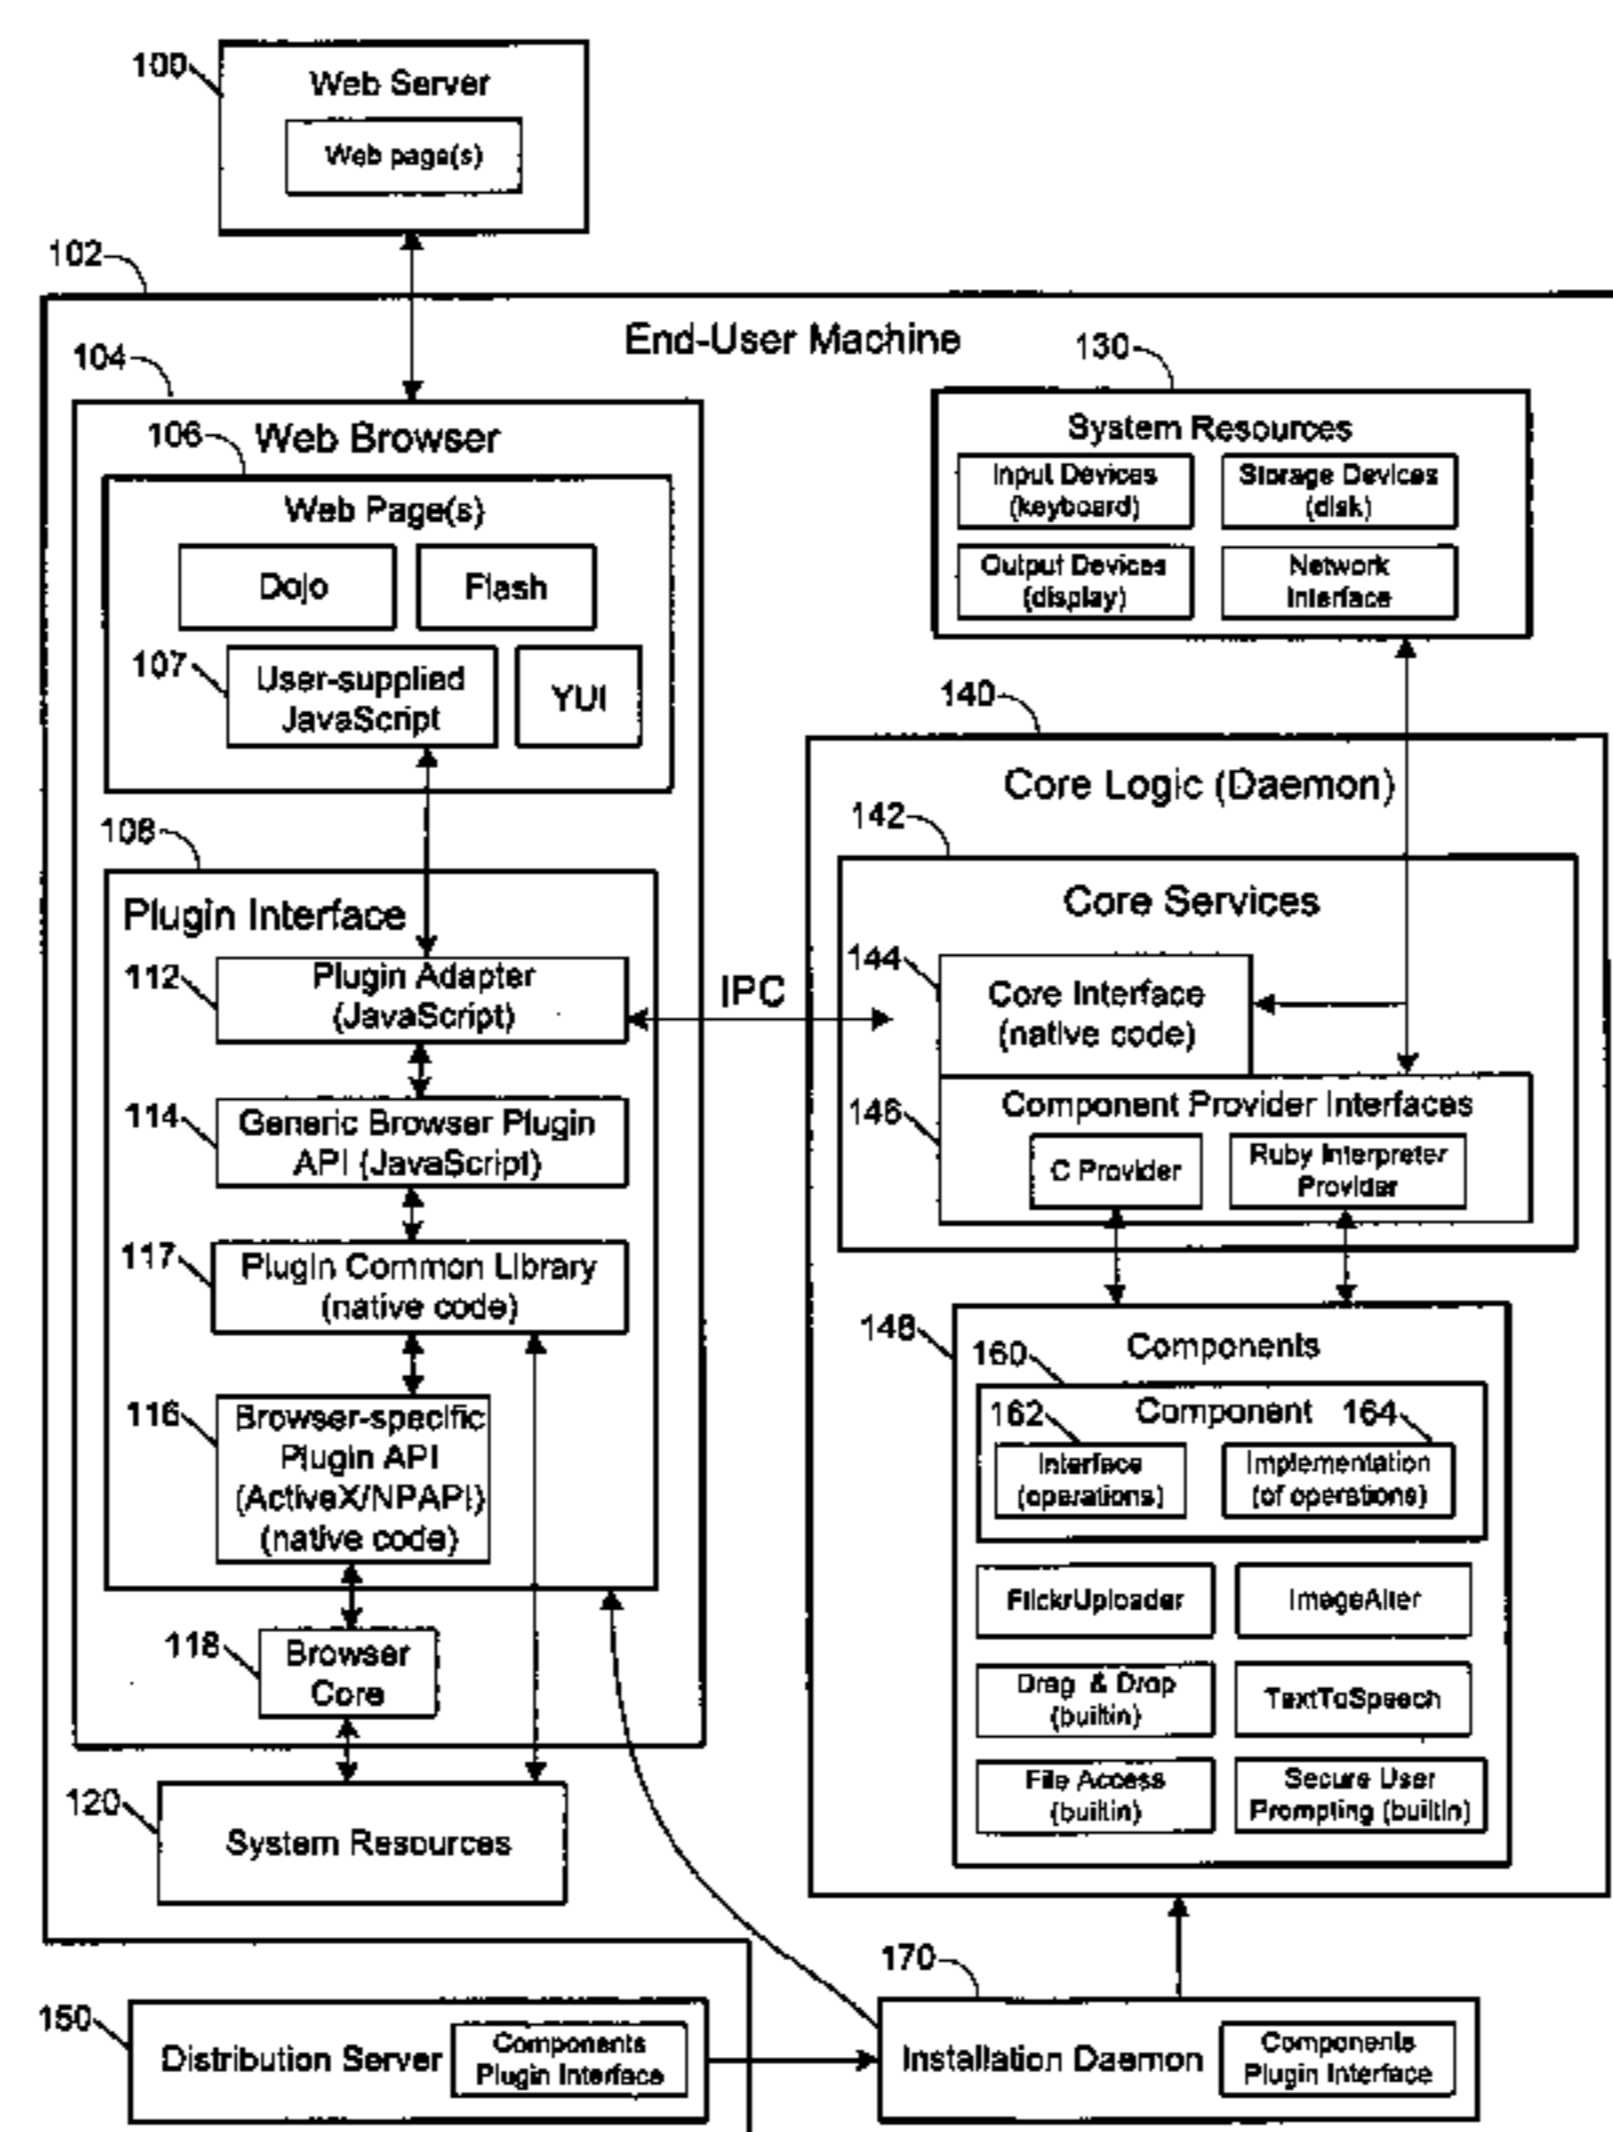 100
Web Server
Web page(s)
102
End-User Machine
104
Web Browser
106
Web Page(s)
Dojo
Flash
107
User-supplied
JavaScript
YUI
108
Plugin Interface
112
Plugin Adapter
(JavaScript)
IPC
114
Generic Browser Plugin
API (JavaScript)
117
Plugin Common Library
(native code)
116
Browser-specific
Plugin API
(ActiveX/NPAPI)
(native code)
118
Browser
Core
120
System Resources
130
System Resources
Input Devices
(keyboard)
Storage Devices
(disk)
Output Devices
(display)
Network
Interface
140
Core Logic (Daemon)
142
Core Services
144
Core Interface
(native code)
146
Component Provider Interfaces
C Provider
Ruby Interpreter
Provider
148
Components
160
Component
162
Interface
(operations)
164
Implementation
(of operations)
FlickrUploader
ImageAlter
Drag & Drop
(builtin)
TextToSpeech
File Access
(builtin)
Secure User
Prompting (builtin)
150
Distribution Server
Components
Plugin Interface
170
Installation Daemon
Components
Plugin Interface